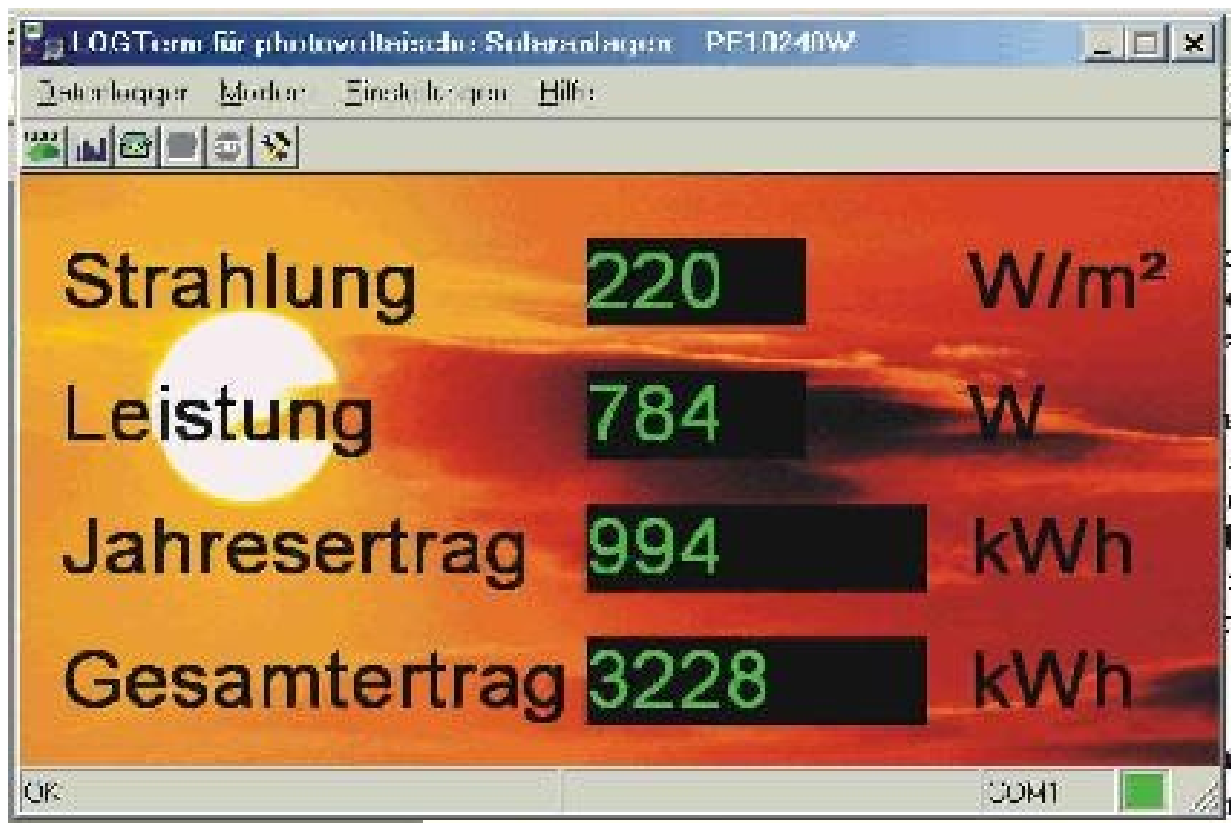 LOGTerm für photovoltaische Solaranlagen PF10240W
Datenlogger Modem Einstellungen Hilfe
Strahlung 220 W/m²
Leistung 784 W
Jahresertrag 994 kWh
Gesamtertrag 3228 kWh
OK COM1